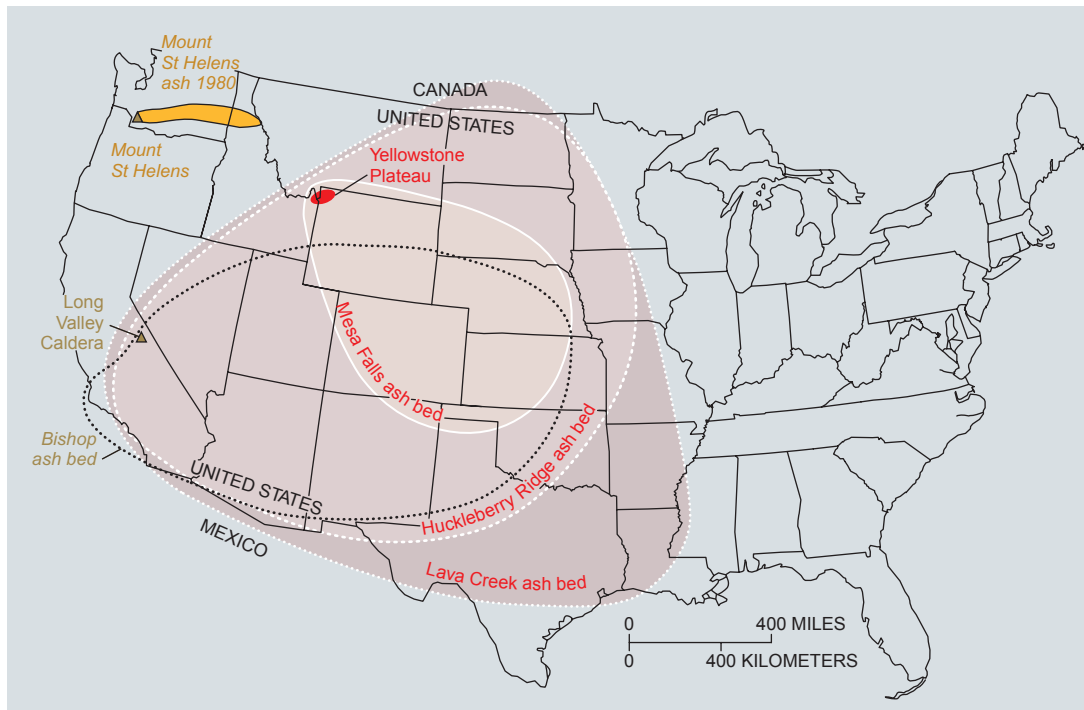 Mount
St Helens
ash 1980
CANADA
UNITED STATES
Mount
St Helens
Yellowstone
Plateau
Long
Valley
Caldera
Mesa Falls ash bed
Bishop
ash bed
UNITED STATES
Huckleberry Ridge ash bed
MEXICO
Lava Creek ash bed
0 400 MILES
0 400 KILOMETERS